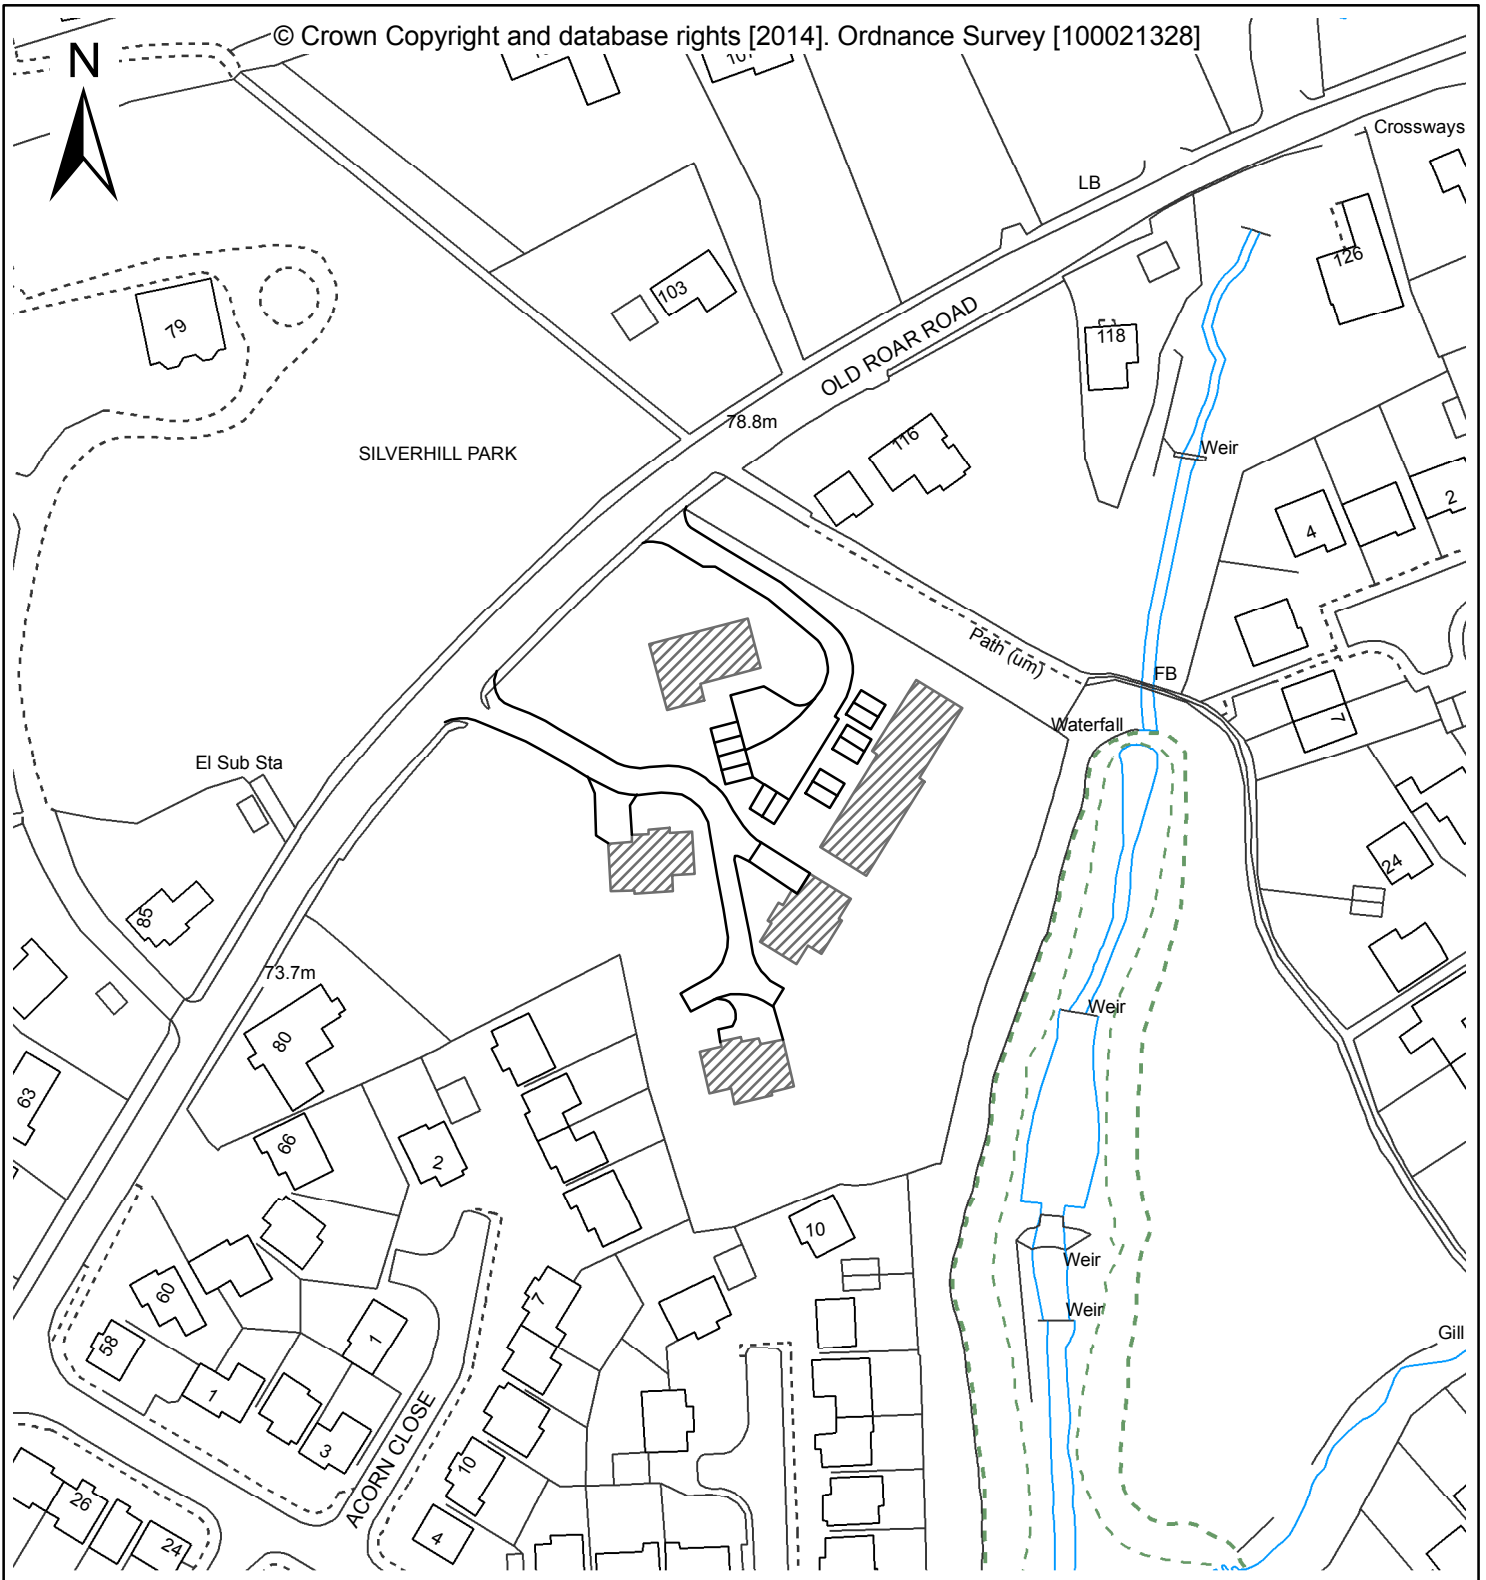 © Crown Copyright and database rights [2014]. Ordnance Survey [100021328]
N
Crossways
LB
126
103
79
118
OLD ROAR ROAD
78.8m
116
SILVERHILL PARK
Weir
2
4
Path (um)
FB
7
Waterfall
El Sub Sta
24
85
73.7m
Weir
80
63
66
2
10
Weir
60
7
Weir
1
58
Gill
1
ACORN CLOSE
3
10
26
4
24